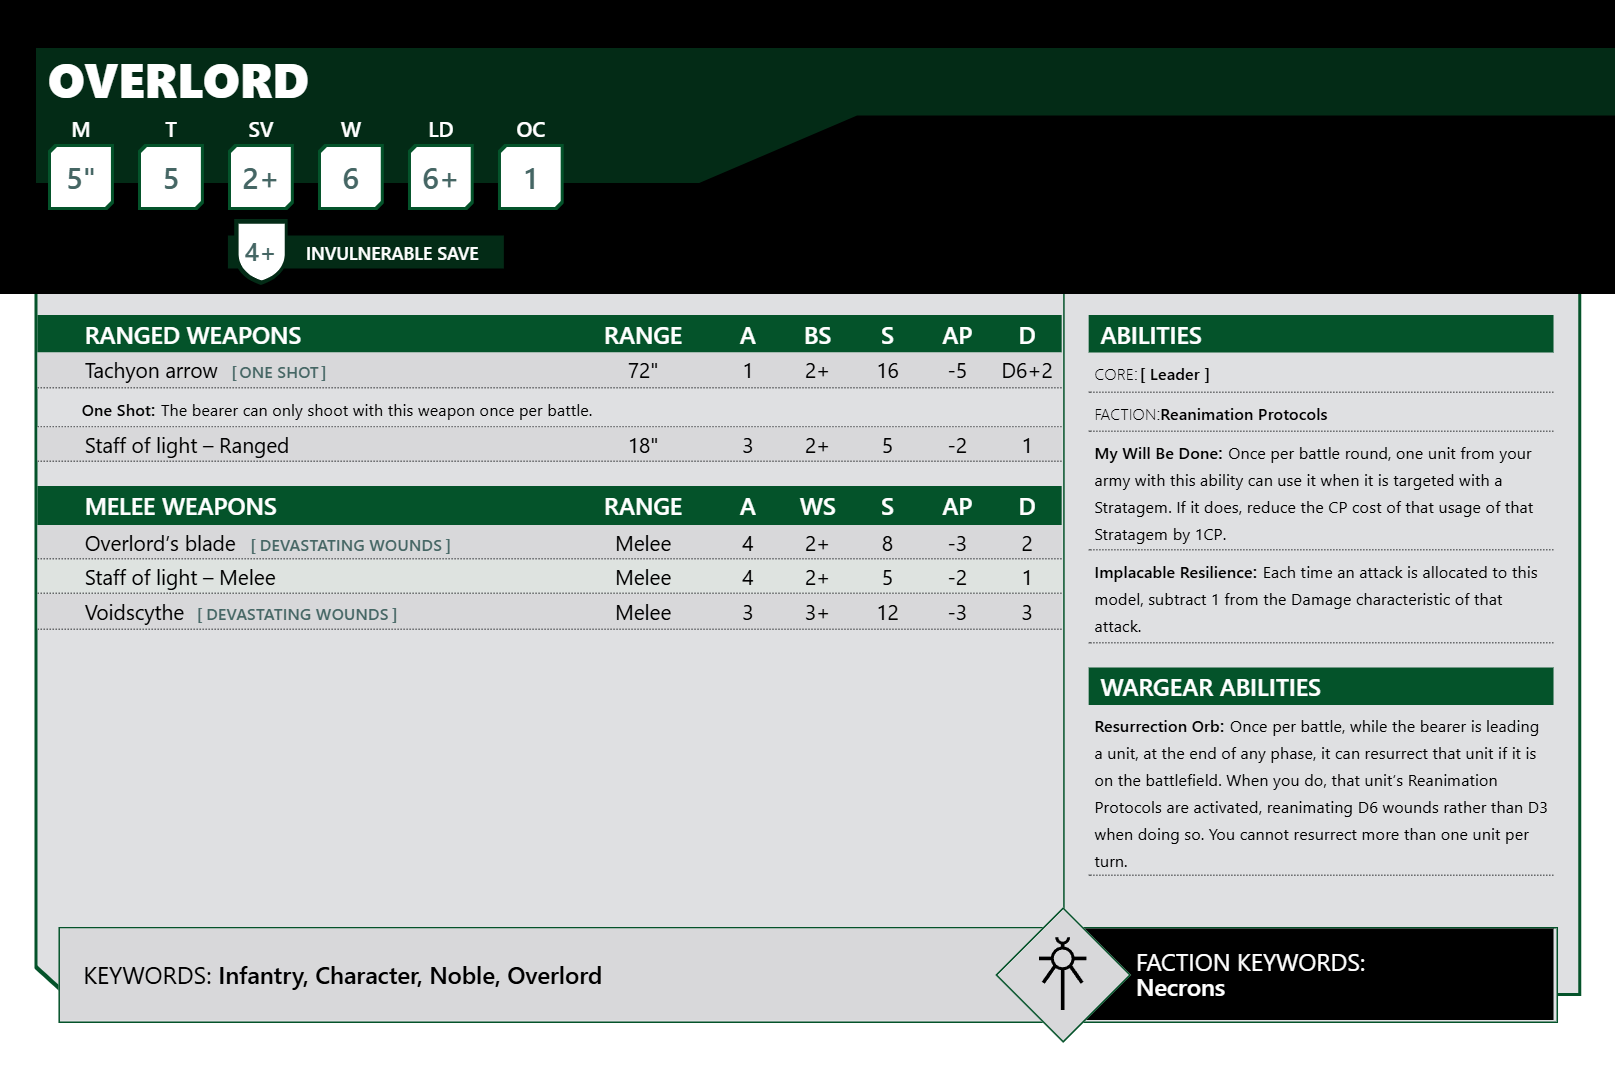 OVERLORD
M T SV W LD OC
5" 5 2+ 6 6+ 1
4+ INVULNERABLE SAVE
RANGED WEAPONS RANGE A BS S AP D
Tachyon arrow [ ONE SHOT ] 72" 1 2+ 16 -5 D6+2
One Shot: The bearer can only shoot with this weapon once per battle.
Staff of light – Ranged 18" 3 2+ 5 -2 1
MELEE WEAPONS RANGE A WS S AP D
Overlord’s blade [ DEVASTATING WOUNDS ] Melee 4 2+ 8 -3 2
Staff of light – Melee Melee 4 2+ 5 -2 1
Voidscythe [ DEVASTATING WOUNDS ] Melee 3 3+ 12 -3 3
ABILITIES
CORE: [ Leader ]
FACTION: Reanimation Protocols
My Will Be Done: Once per battle round, one unit from your
army with this ability can use it when it is targeted with a
Stratagem. If it does, reduce the CP cost of that usage of that
Stratagem by 1CP.
Implacable Resilience: Each time an attack is allocated to this
model, subtract 1 from the Damage characteristic of that
attack.
WARGEAR ABILITIES
Resurrection Orb: Once per battle, while the bearer is leading
a unit, at the end of any phase, it can resurrect that unit if it is
on the battlefield. When you do, that unit’s Reanimation
Protocols are activated, reanimating D6 wounds rather than D3
when doing so. You cannot resurrect more than one unit per
turn.
KEYWORDS: Infantry, Character, Noble, Overlord
FACTION KEYWORDS:
Necrons